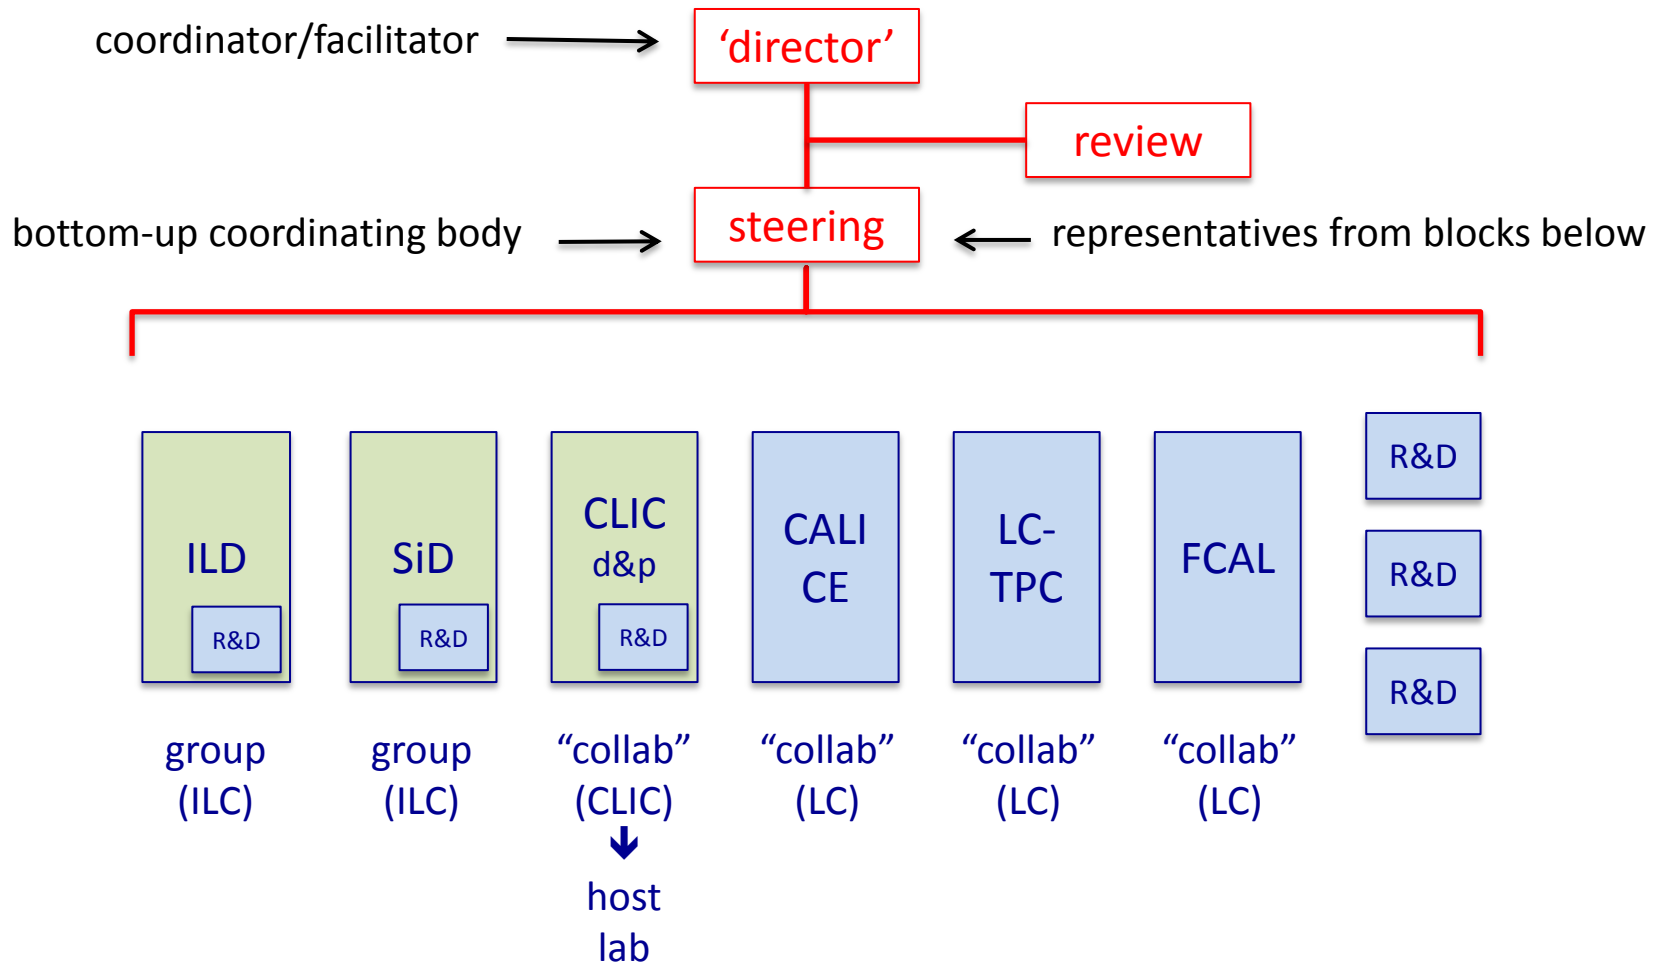 coordinator/facilitator
‘director’
review
bottom-up coordinating body
steering
representatives from blocks below
ILD
R&D
SiD
R&D
CLIC
d&p
R&D
CALI
CE
LC-
TPC
FCAL
R&D
R&D
R&D
group
(ILC)
group
(ILC)
“collab”
(CLIC)
host
lab
“collab”
(LC)
“collab”
(LC)
“collab”
(LC)